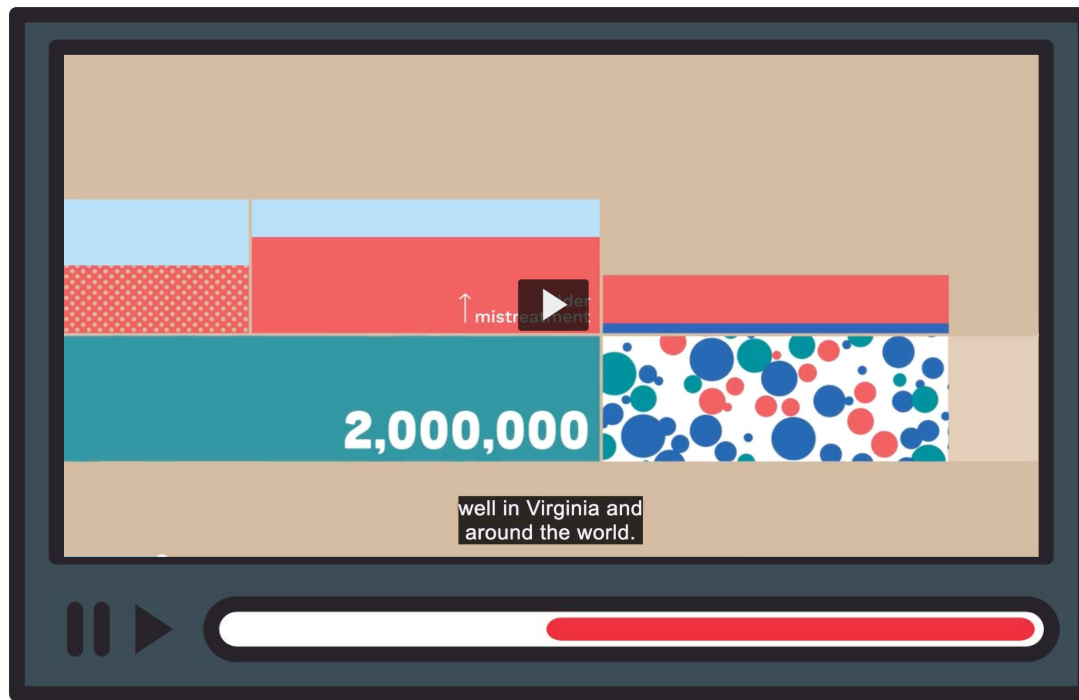 mistreatment
2,000,000
well in Virginia and
around the world.